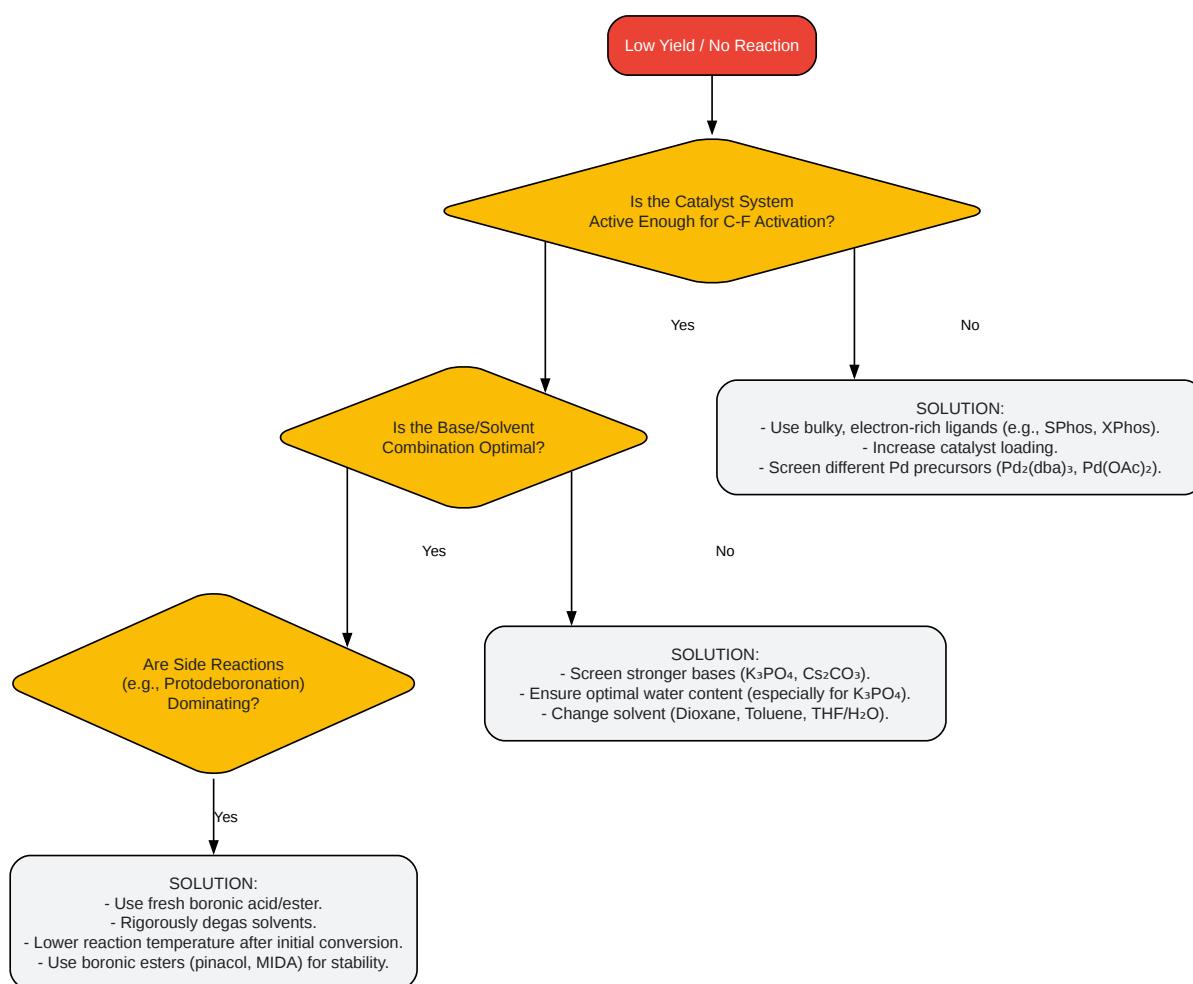 Low Yield / No Reaction
Is the Catalyst System
Active Enough for C-F Activation?
Yes
No
SOLUTION:
- Use bulky, electron-rich ligands (e.g., SPhos, XPhos).
- Increase catalyst loading.
- Screen different Pd precursors (Pd₂(dba)₃, Pd(OAc)₂).
Is the Base/Solvent
Combination Optimal?
Yes
No
SOLUTION:
- Screen stronger bases (K₃PO₄, Cs₂CO₃).
- Ensure optimal water content (especially for K₃PO₄).
- Change solvent (Dioxane, Toluene, THF/H₂O).
Are Side Reactions
(e.g., Protodeboronation)
Dominating?
Yes
SOLUTION:
- Use fresh boronic acid/ester.
- Rigorously degas solvents.
- Lower reaction temperature after initial conversion.
- Use boronic esters (pinacol, MIDA) for stability.